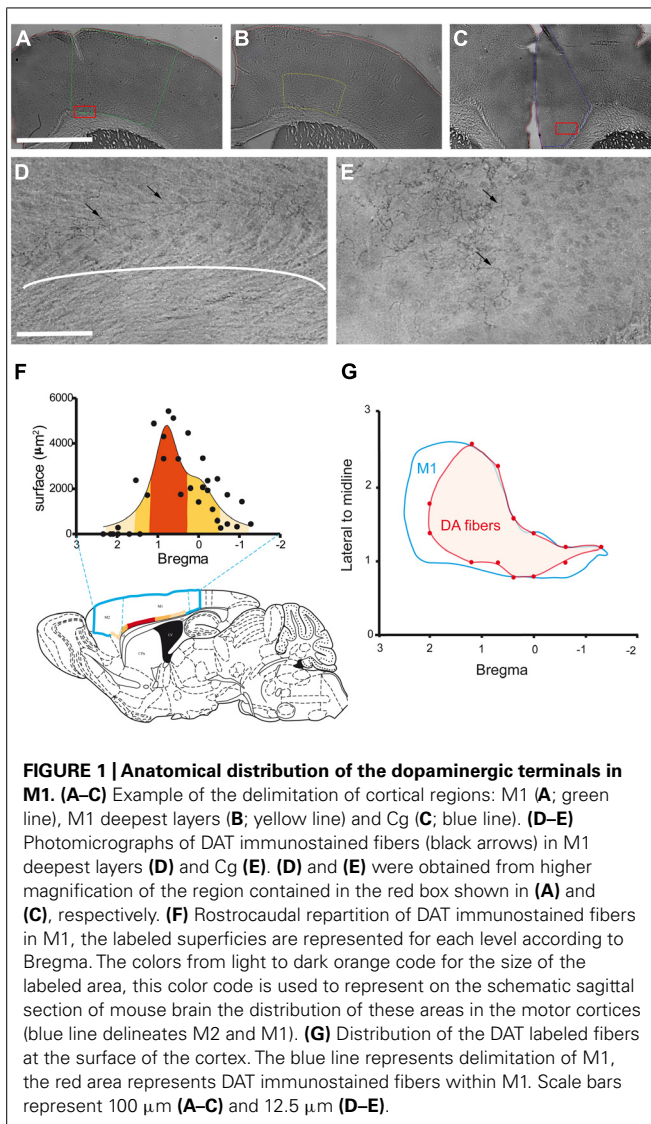 A
B
C
D
E
F
G
6000
4000
2000
0
surface (μm²)
3 2 1 0 -1 -2
Bregma
M2
M1
CPu
LV
3
2
1
0
Lateral to midline
M1
DA fibers
3 2 1 0 -1 -2
Bregma
FIGURE 1 | Anatomical distribution of the dopaminergic terminals in
M1. (A–C) Example of the delimitation of cortical regions: M1 (A; green
line), M1 deepest layers (B; yellow line) and Cg (C; blue line). (D–E)
Photomicrographs of DAT immunostained fibers (black arrows) in M1
deepest layers (D) and Cg (E). (D) and (E) were obtained from higher
magnification of the region contained in the red box shown in (A) and
(C), respectively. (F) Rostrocaudal repartition of DAT immunostained fibers
in M1, the labeled superficies are represented for each level according to
Bregma. The colors from light to dark orange code for the size of the
labeled area, this color code is used to represent on the schematic sagittal
section of mouse brain the distribution of these areas in the motor cortices
(blue line delineates M2 and M1). (G) Distribution of the DAT labeled fibers
at the surface of the cortex. The blue line represents delimitation of M1,
the red area represents DAT immunostained fibers within M1. Scale bars
represent 100 μm (A–C) and 12.5 μm (D–E).